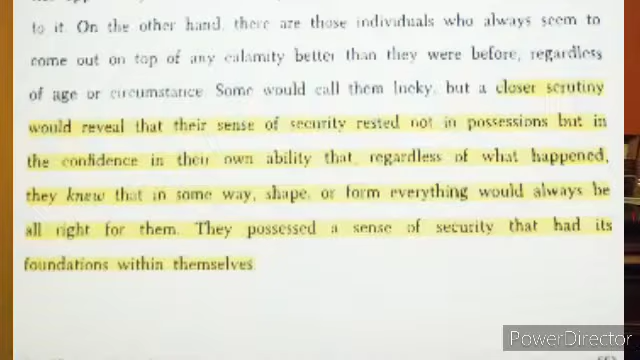 to it. On the other hand, there are those individuals who always seem to
come out on top of any calamity better than they were before, regardless
of age or circumstance. Some would call them lucky, but a closer scrutiny
would reveal that their sense of security rested not in possessions but in
the confidence in their own ability that, regardless of what happened,
they knew that in some way, shape, or form everything would always be
all right for them. They possessed a sense of security that had its
foundations within themselves.
PowerDirector